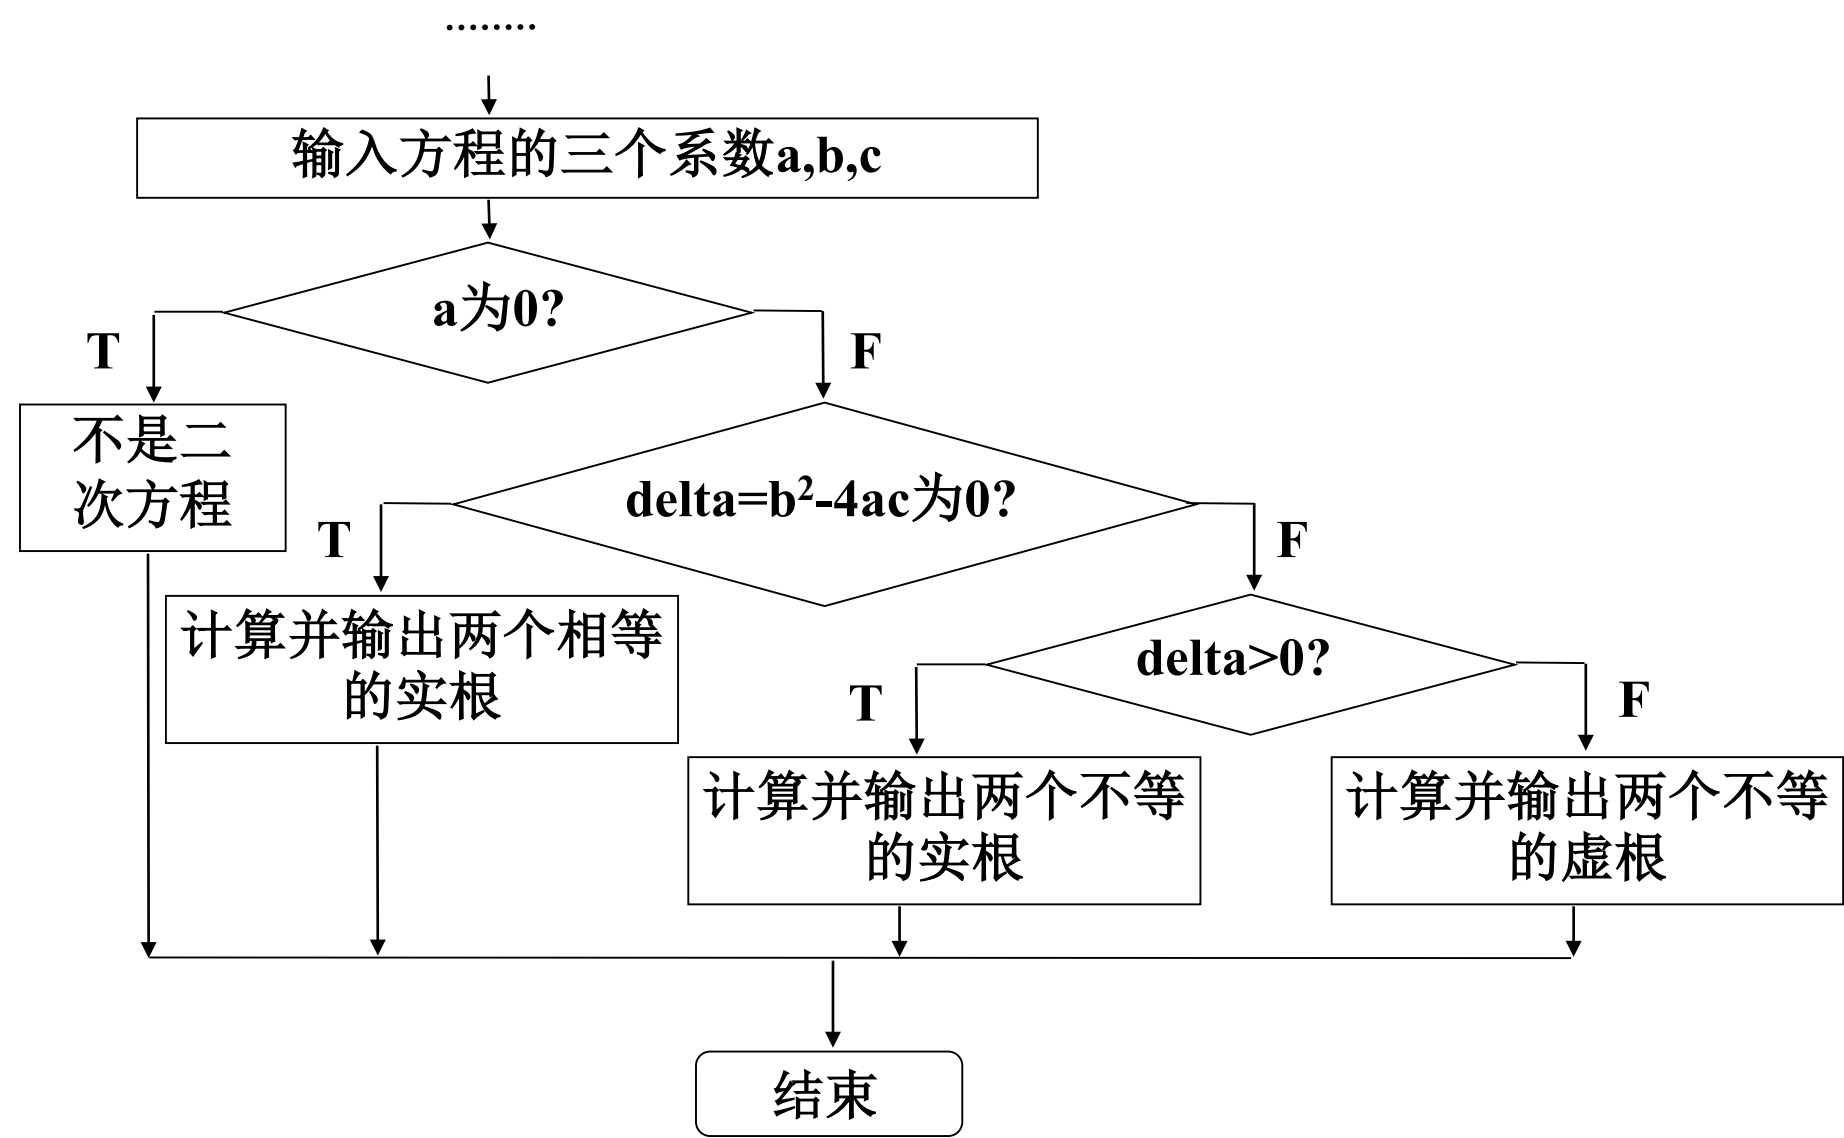 ........
输入方程的三个系数a,b,c
a为0?
T
F
不是二
次方程
delta=b²-4ac为0?
T
F
计算并输出两个相等
的实根
delta>0?
T
F
计算并输出两个不等
的实根
计算并输出两个不等
的虚根
结束